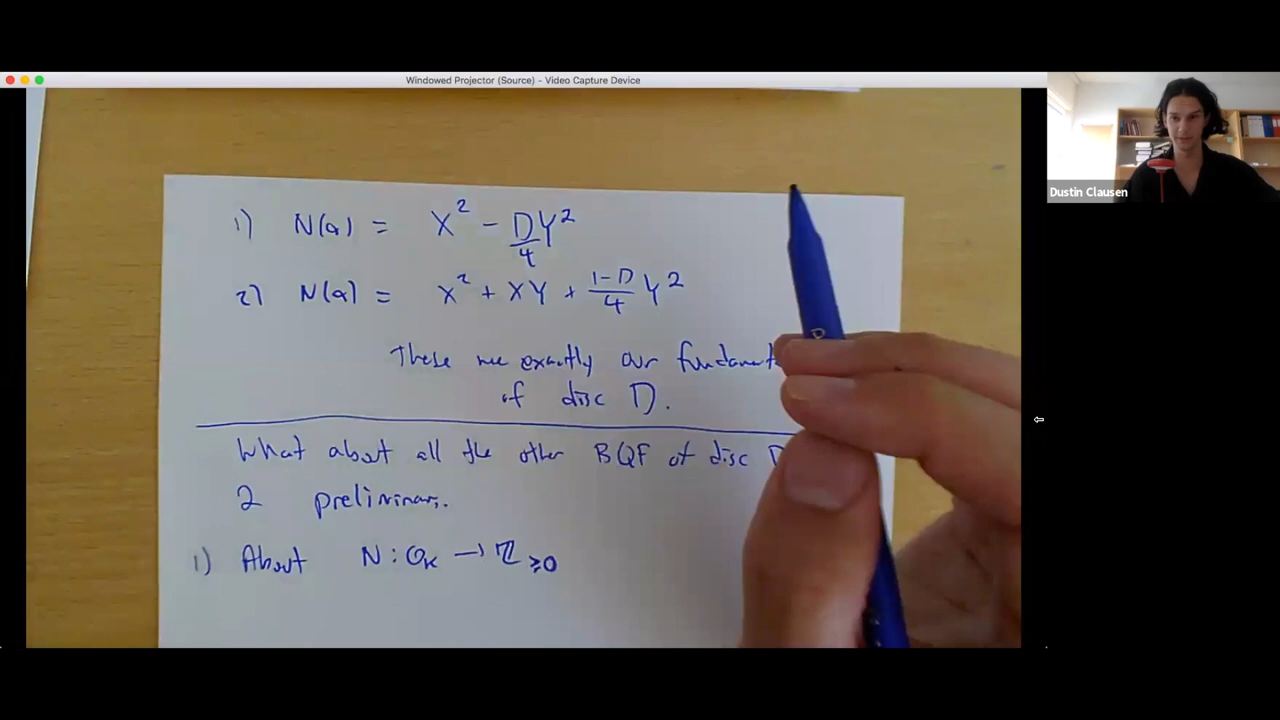 Windowed Projector (Source) - Video Capture Device
Dustin Clausen
1) N(α) = X² - D/4 Y²
2) N(α) = X² + XY + (1-D)/4 Y²
These are exactly our
of disc D.
What about all the other BQF of disc D
2
1) About N : O_K → ℤ_≥0